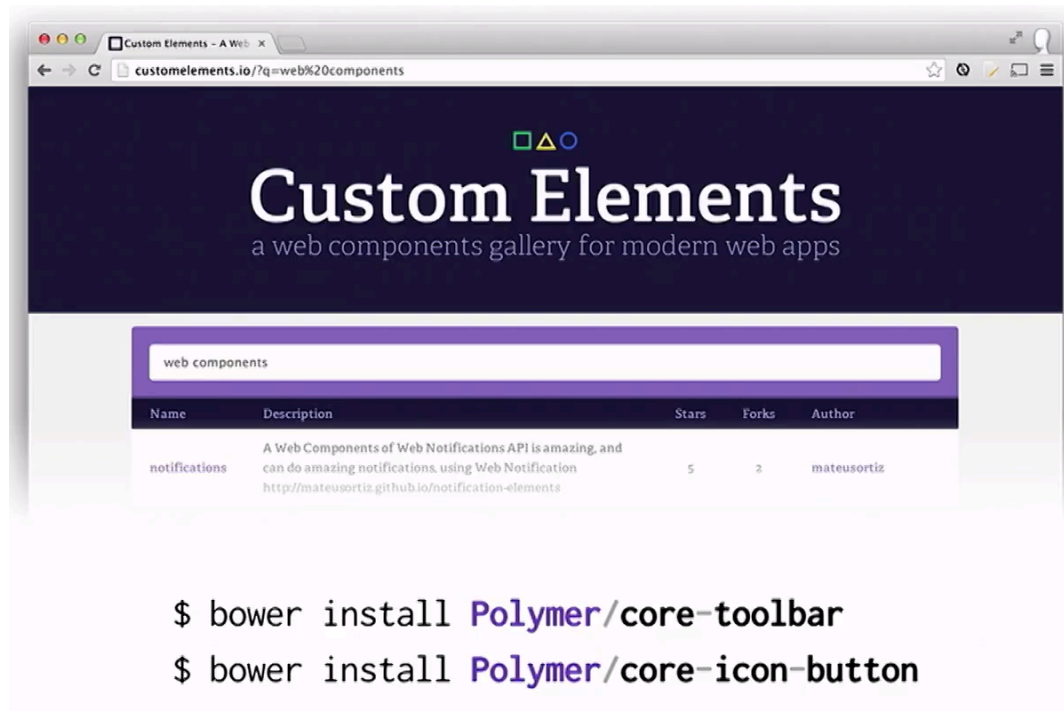 Custom Elements – A Web
customelements.io/?q=web%20components
Custom Elements
a web components gallery for modern web apps
web components
Name Description Stars Forks Author
A Web Components of Web Notifications API is amazing, and
notifications can do amazing notifications, using Web Notification 5 2 mateusortiz
http://mateusortiz.github.io/notification-elements
$ bower install Polymer/core-toolbar
$ bower install Polymer/core-icon-button